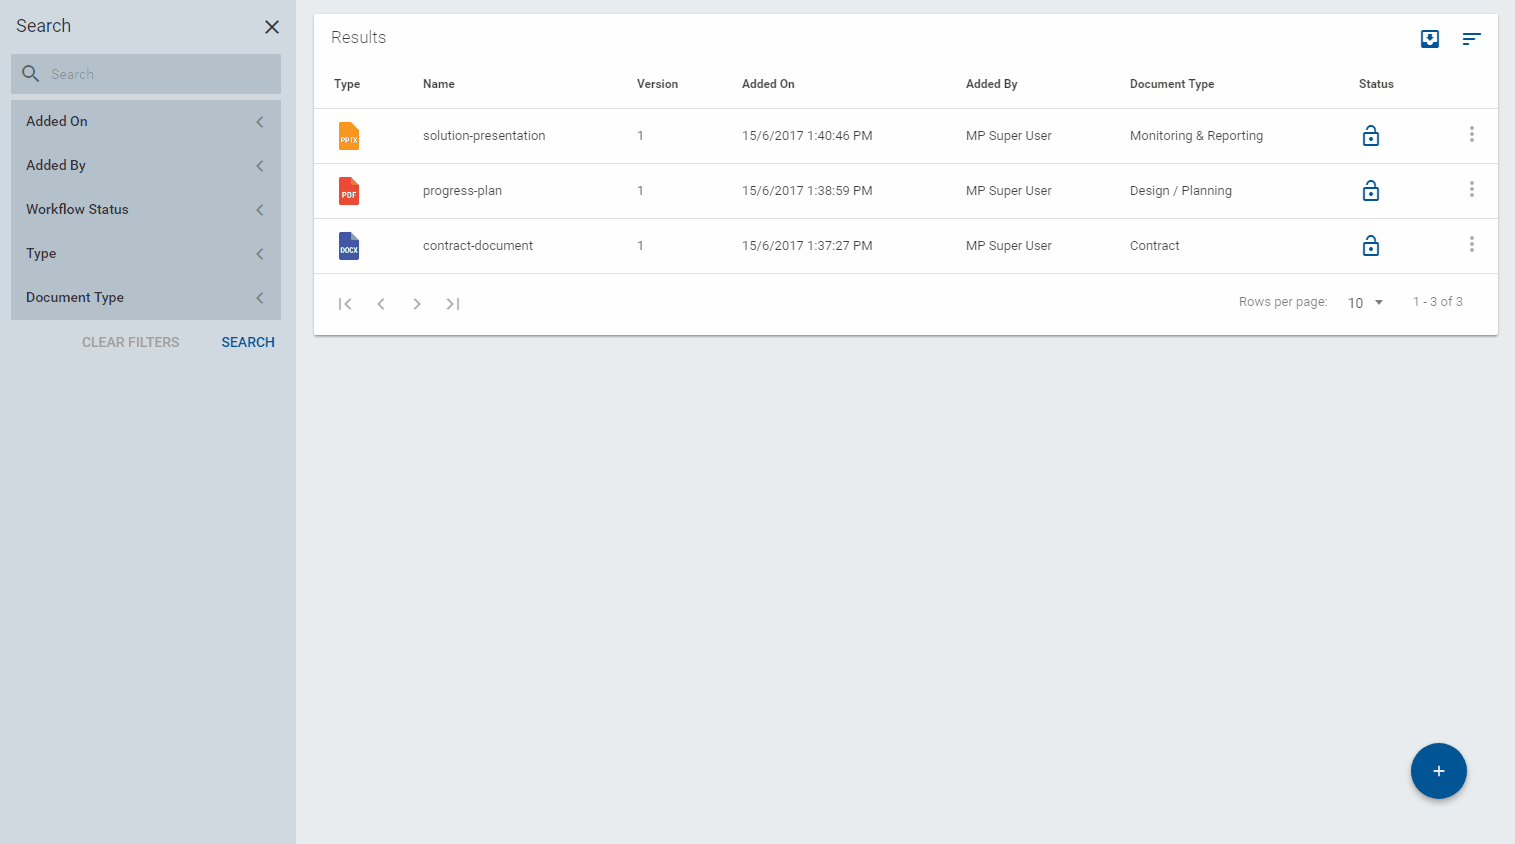 Search
Search
Added On
Added By
Workflow Status
Type
Document Type
CLEAR FILTERS SEARCH
Results
Type Name Version Added On Added By Document Type Status
PPTX solution-presentation 1 15/6/2017 1:40:46 PM MP Super User Monitoring & Reporting
PDF progress-plan 1 15/6/2017 1:38:59 PM MP Super User Design / Planning
DOCX contract-document 1 15/6/2017 1:37:27 PM MP Super User Contract
Rows per page: 10 1 - 3 of 3